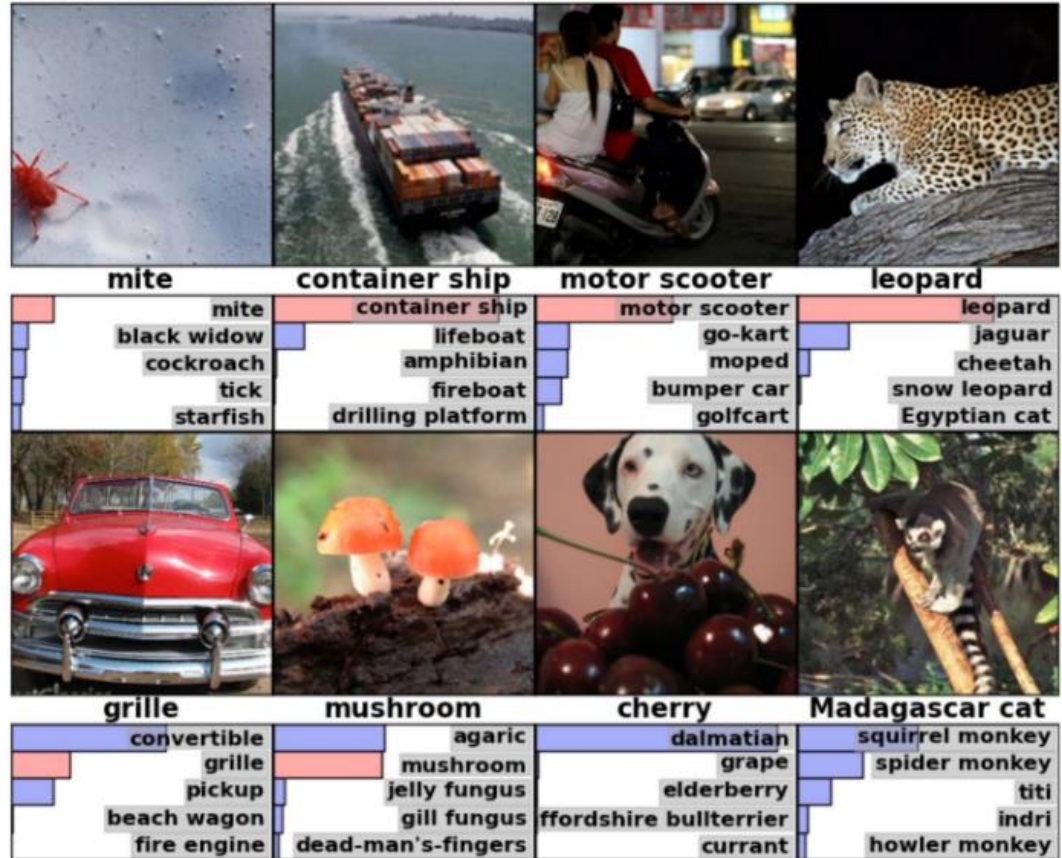 mite
container ship
motor scooter
leopard
mite
black widow
cockroach
tick
starfish
container ship
lifeboat
amphibian
fireboat
drilling platform
motor scooter
go-kart
moped
bumper car
golfcart
leopard
jaguar
cheetah
snow leopard
Egyptian cat
grille
mushroom
cherry
Madagascar cat
convertible
grille
pickup
beach wagon
fire engine
agaric
mushroom
jelly fungus
gill fungus
dead-man's-fingers
dalmatian
grape
elderberry
ffordshire bullterrier
currant
squirrel monkey
spider monkey
titi
indri
howler monkey